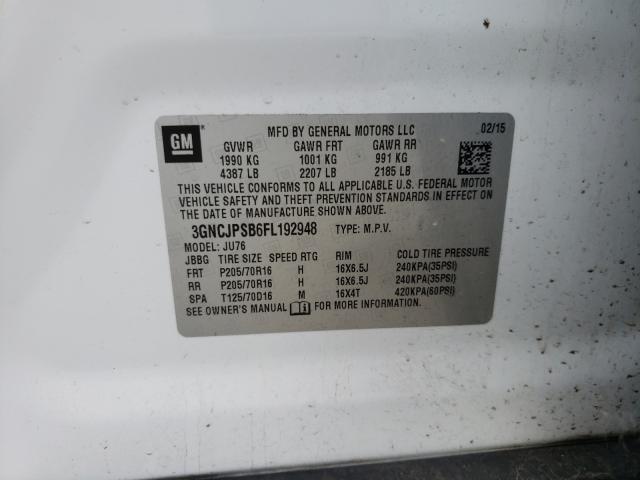 GM
MFD BY GENERAL MOTORS LLC 02/15
GVWR GAWR FRT GAWR RR
1990 KG 1001 KG 991 KG
4387 LB 2207 LB 2185 LB
THIS VEHICLE CONFORMS TO ALL APPLICABLE U.S. FEDERAL MOTOR
VEHICLE SAFETY AND THEFT PREVENTION STANDARDS IN EFFECT ON
THE DATE OF MANUFACTURE SHOWN ABOVE.
3GNCJPSB6FL192948 TYPE: M.P.V.
MODEL: JU76
JBBG TIRE SIZE SPEED RTG RIM COLD TIRE PRESSURE
FRT P205/70R16 H 16X6.5J 240KPA(35PSI)
RR P205/70R16 H 16X6.5J 240KPA(35PSI)
SPA T125/70D16 M 16X4T 420KPA(60PSI)
SEE OWNER'S MANUAL FOR MORE INFORMATION.